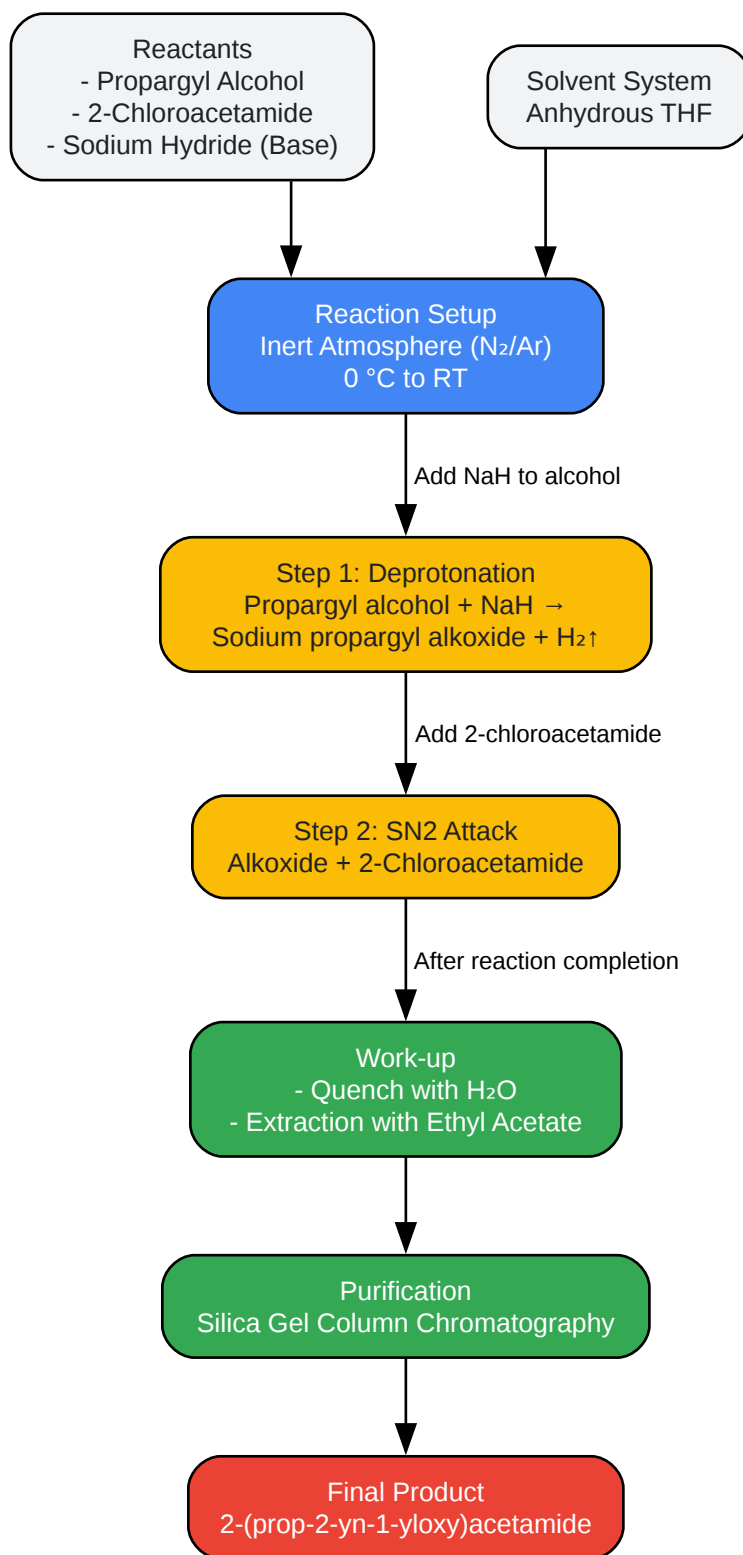 Reactants
- Propargyl Alcohol
- 2-Chloroacetamide
- Sodium Hydride (Base)
Solvent System
Anhydrous THF
Reaction Setup
Inert Atmosphere (N₂/Ar)
0 °C to RT
Add NaH to alcohol
Step 1: Deprotonation
Propargyl alcohol + NaH →
Sodium propargyl alkoxide + H₂↑
Add 2-chloroacetamide
Step 2: SN2 Attack
Alkoxide + 2-Chloroacetamide
After reaction completion
Work-up
- Quench with H₂O
- Extraction with Ethyl Acetate
Purification
Silica Gel Column Chromatography
Final Product
2-(prop-2-yn-1-yloxy)acetamide